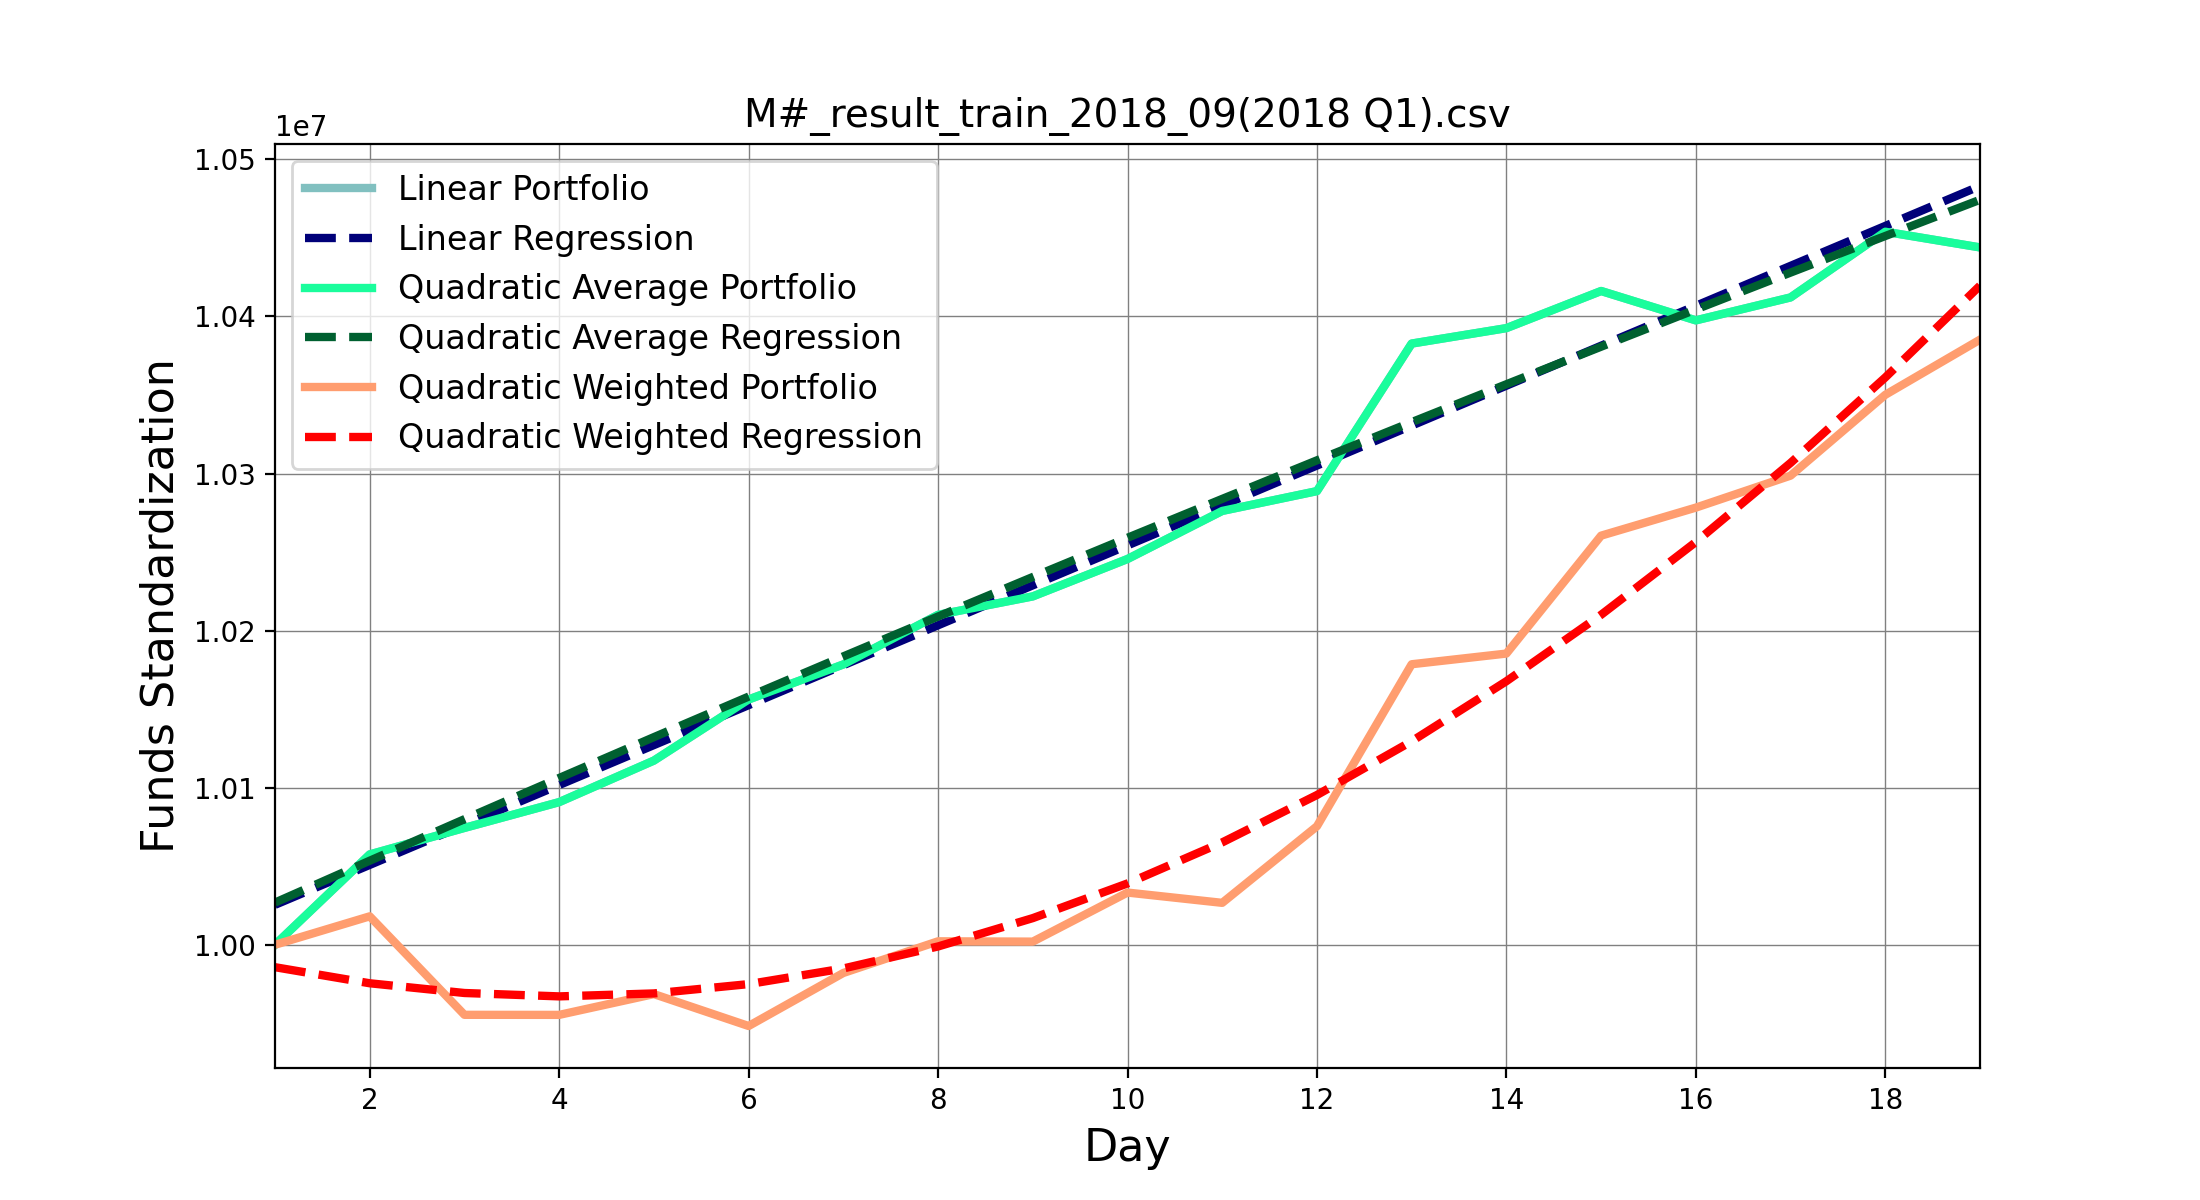 M#_result_train_2018_09(2018 Q1).csv
1e7
1.05
1.04
1.03
1.02
1.01
1.00
Funds Standardization
Linear Portfolio
Linear Regression
Quadratic Average Portfolio
Quadratic Average Regression
Quadratic Weighted Portfolio
Quadratic Weighted Regression
2 4 6 8 10 12 14 16 18
Day